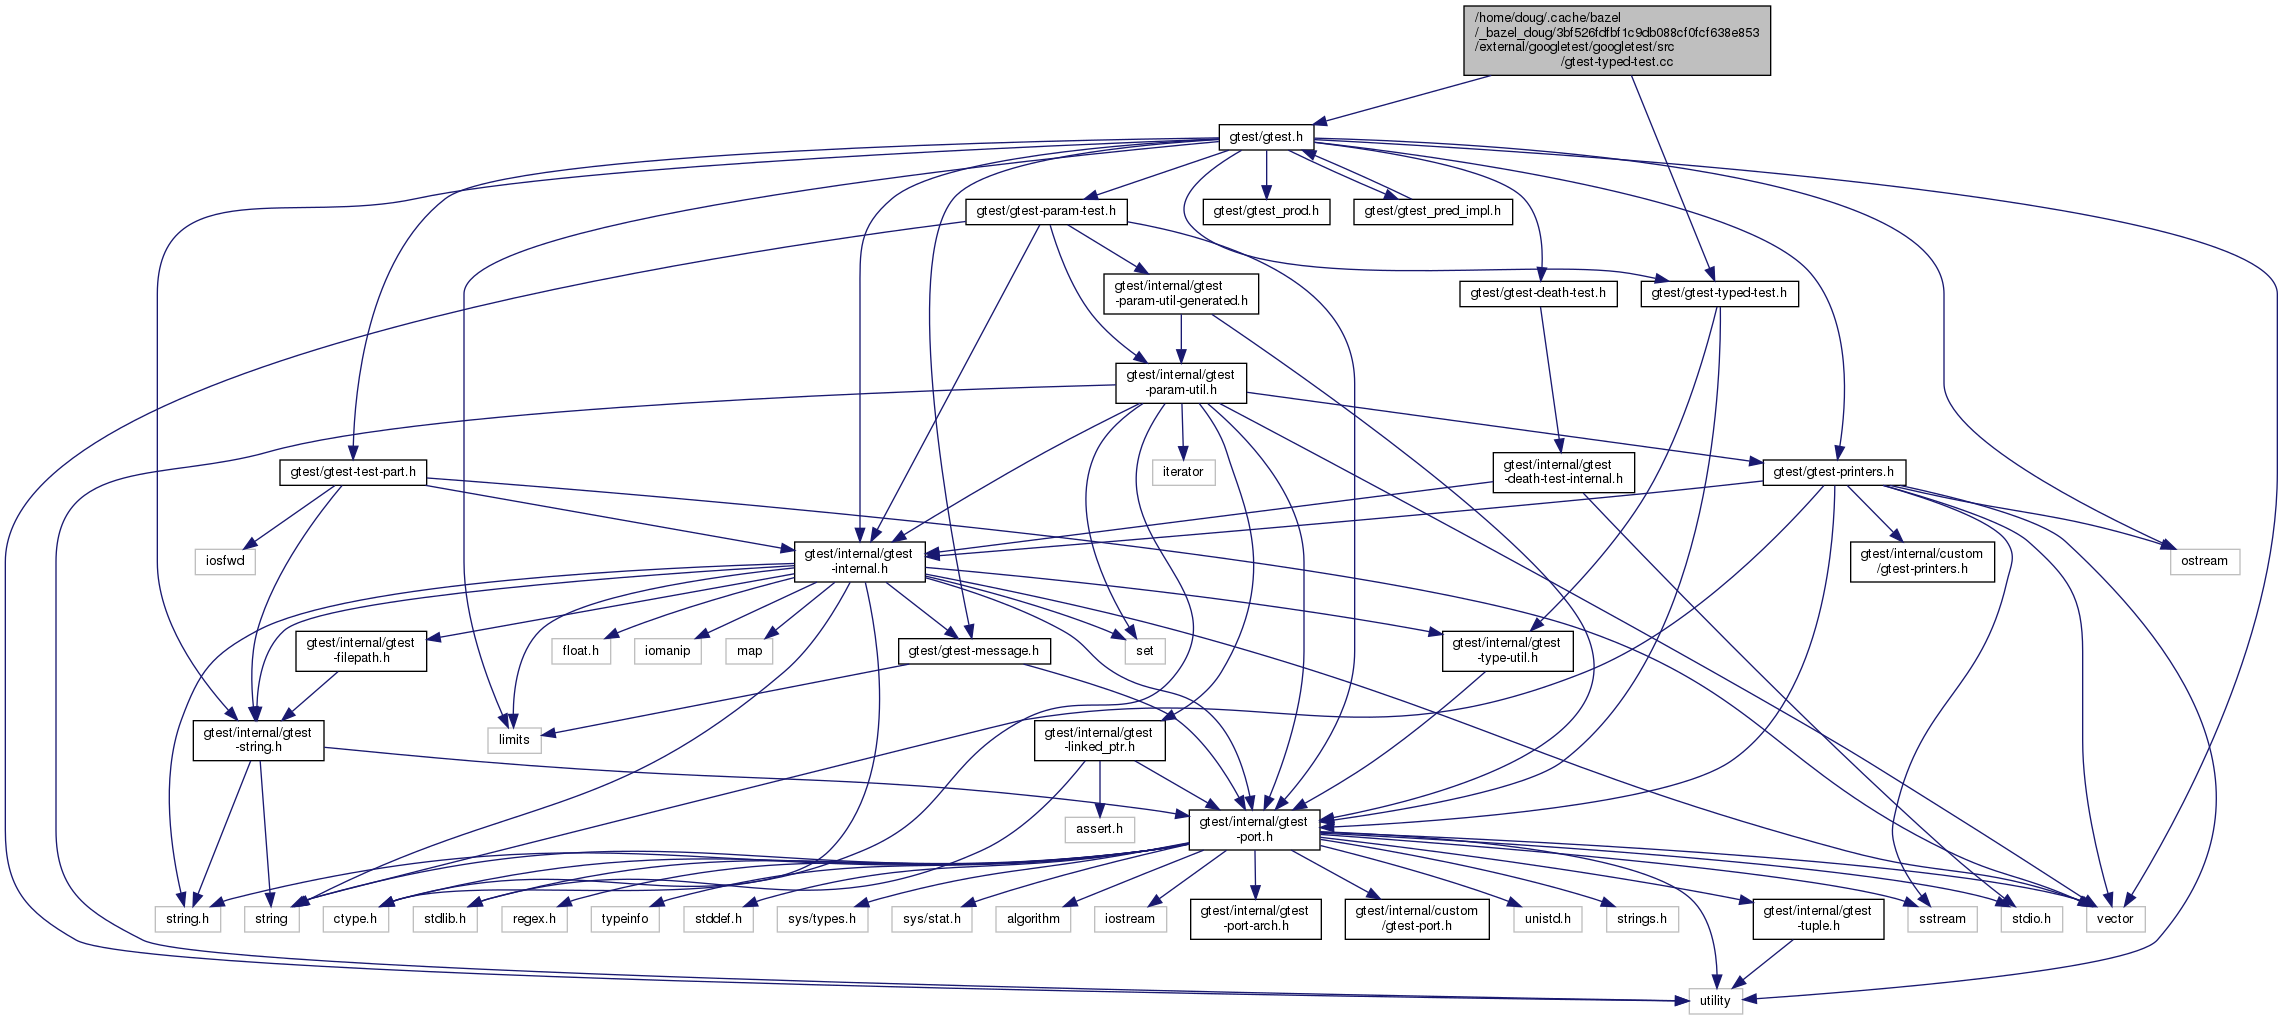 /home/doug/.cache/bazel
/_bazel_doug/3bf526fdfbf1c9db088cf0fcf638e853
/external/googletest/googletest/src
/gtest-typed-test.cc
gtest/gtest.h
gtest/gtest-param-test.h
gtest/gtest_prod.h
gtest/gtest_pred_impl.h
gtest/internal/gtest
-param-util-generated.h
gtest/gtest-death-test.h
gtest/gtest-typed-test.h
gtest/internal/gtest
-param-util.h
gtest/gtest-test-part.h
iterator
gtest/internal/gtest
-death-test-internal.h
gtest/gtest-printers.h
iosfwd
gtest/internal/gtest
-internal.h
gtest/internal/custom
/gtest-printers.h
ostream
gtest/internal/gtest
-filepath.h
float.h
iomanip
map
gtest/gtest-message.h
set
gtest/internal/gtest
-type-util.h
gtest/internal/gtest
-string.h
limits
gtest/internal/gtest
-linked_ptr.h
assert.h
gtest/internal/gtest
-port.h
string.h
string
ctype.h
stdlib.h
regex.h
typeinfo
stddef.h
sys/types.h
sys/stat.h
algorithm
iostream
gtest/internal/gtest
-port-arch.h
gtest/internal/custom
/gtest-port.h
unistd.h
strings.h
gtest/internal/gtest
-tuple.h
sstream
stdio.h
vector
utility